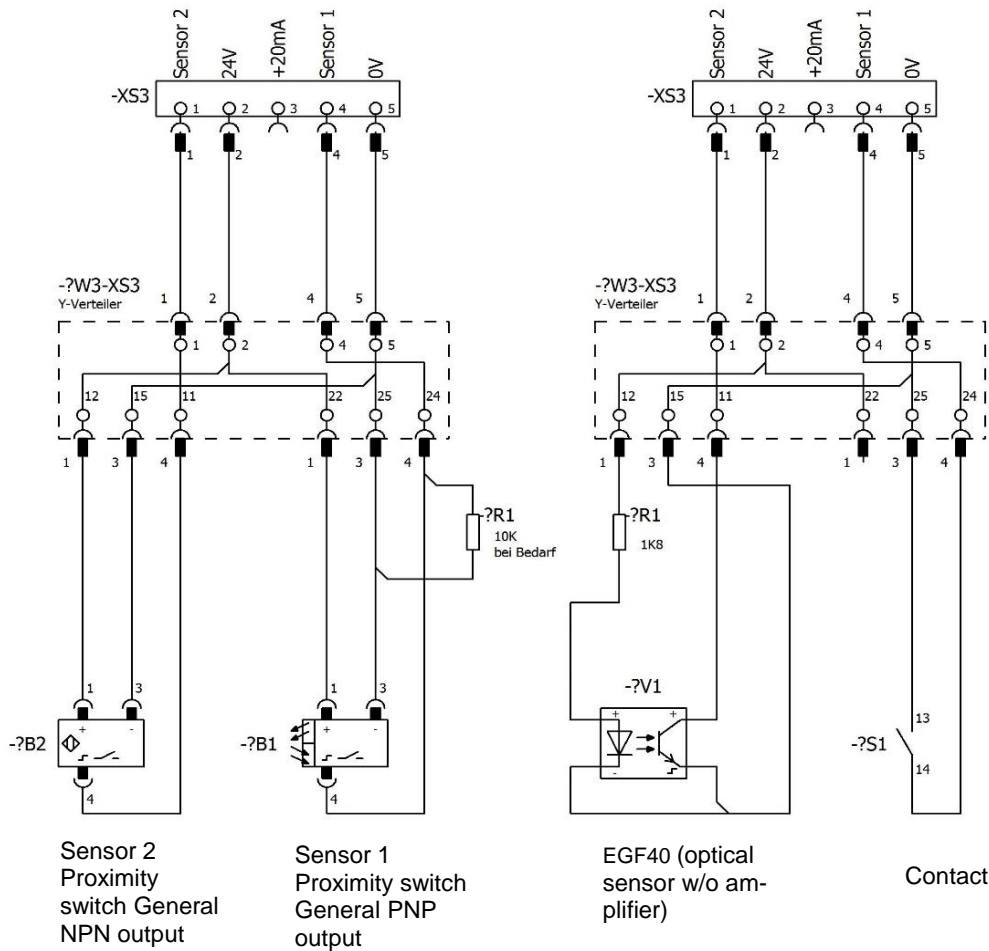 Sensor 2
24V
+20mA
Sensor 1
0V
-XS3
1 2 3 4 5
1 2 4 5
-?W3-XS3
Y-Verteiler
1 2 4 5
1 2 4 5
12 15 11 22 25 24
1 3 4 1 3 4
-?R1
10K
bei Bedarf
1 3 1 3
-?B2
+ -
4
-?B1
+ -
4
Sensor 2
Proximity
switch General
NPN output
Sensor 1
Proximity switch
General PNP
output
Sensor 2
24V
+20mA
Sensor 1
0V
-XS3
1 2 3 4 5
1 2 4 5
-?W3-XS3
Y-Verteiler
1 2 4 5
1 2 4 5
12 15 11 22 25 24
1 3 4 1 3 4
-?R1
1K8
-?V1
+ +
-
13
-?S1
14
EGF40 (optical
sensor w/o am-
plifier)
Contact